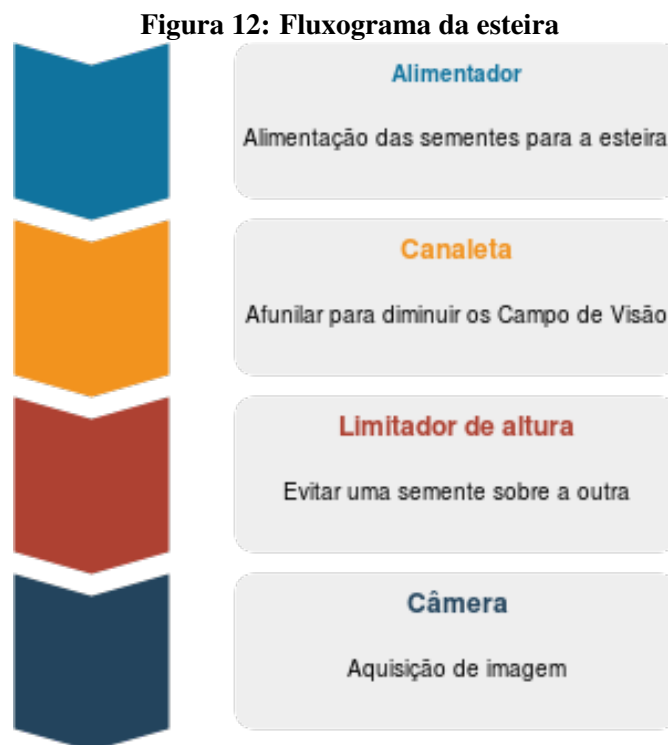 Figura 12: Fluxograma da esteira
Alimentador
Alimentação das sementes para a esteira
Canaleta
Afunilar para diminuir os Campo de Visão
Limitador de altura
Evitar uma semente sobre a outra
Câmera
Aquisição de imagem